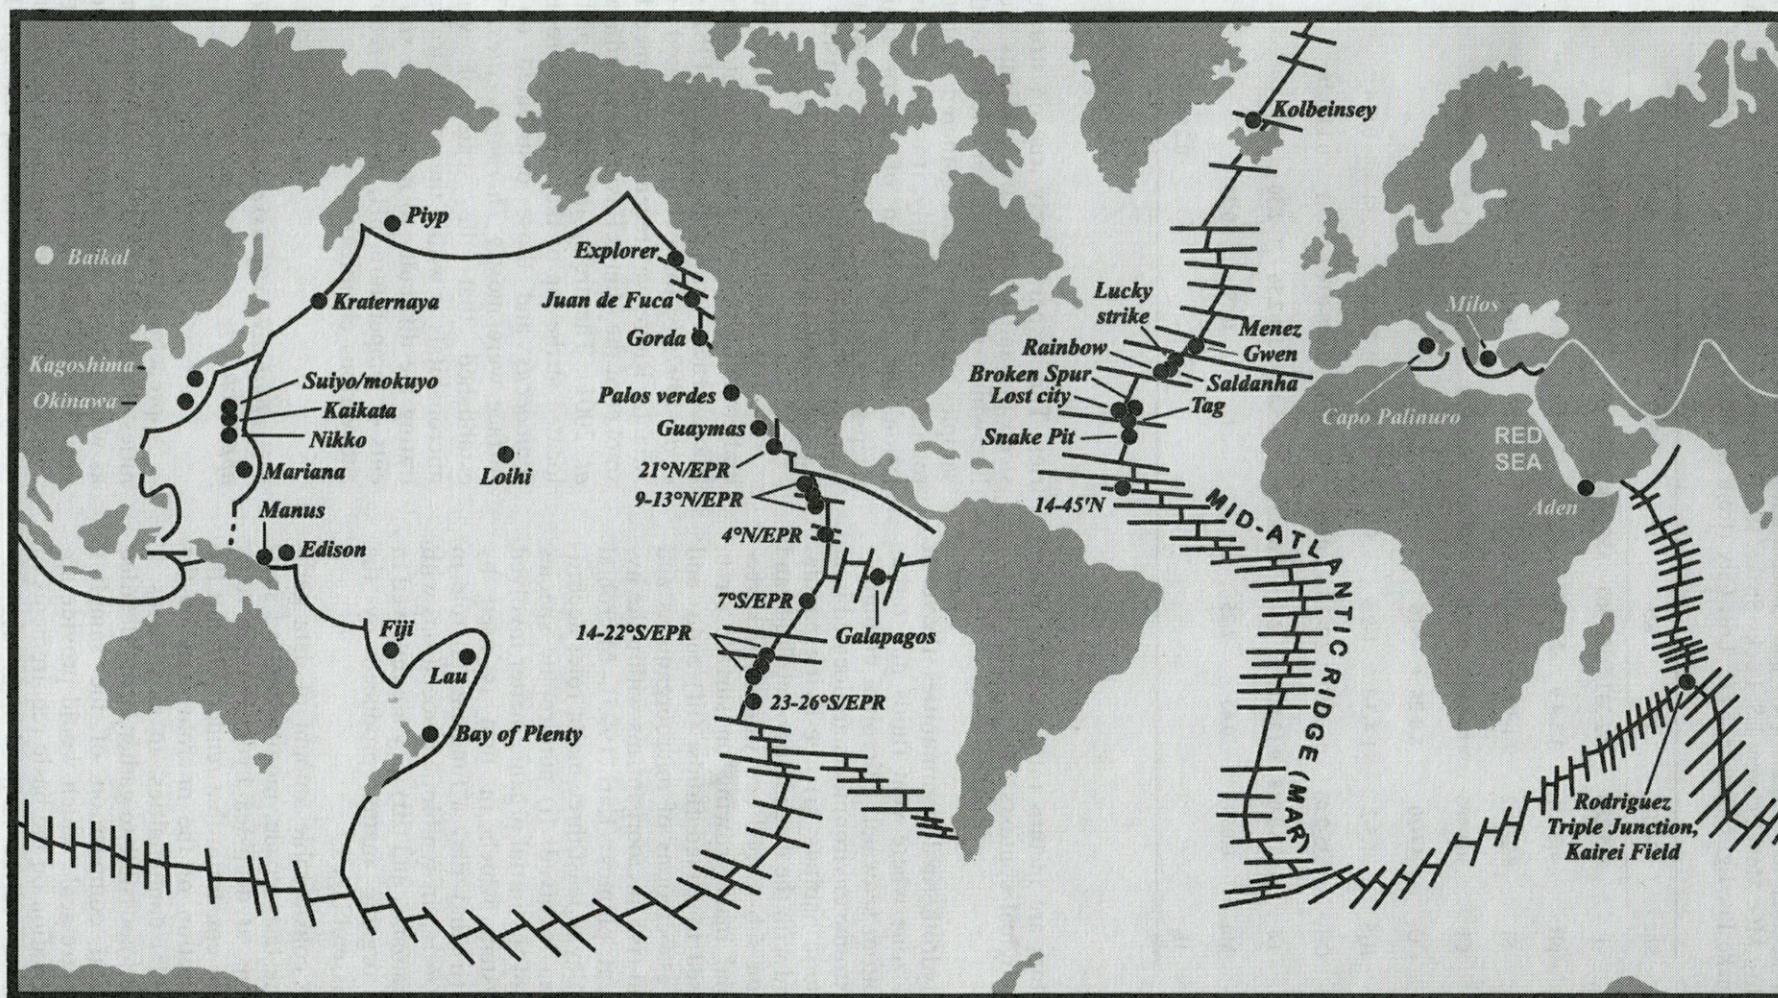 Kolbeinsey
Piyp
Baikal
Explorer
Kraternaya
Juan de Fuca
Gorda
Lucky
strike
Menez
Gwen
Milos
Rainbow
Saldanha
Kagoshima
Okinawa
Suiyo/mokuyo
Kaikata
Nikko
Palos verdes
Broken Spur
Lost city
Tag
Capo Palinuro
Guaymas
Snake Pit
RED
SEA
Mariana
Loihi
21°N/EPR
9-13°N/EPR
14-45'N
MID-ATLANTIC RIDGE (MAR)
Aden
Manus
Edison
4°N/EPR
7°S/EPR
Galapagos
Fiji
14-22°S/EPR
Lau
23-26°S/EPR
Bay of Plenty
Rodriguez
Triple Junction,
Kairei Field